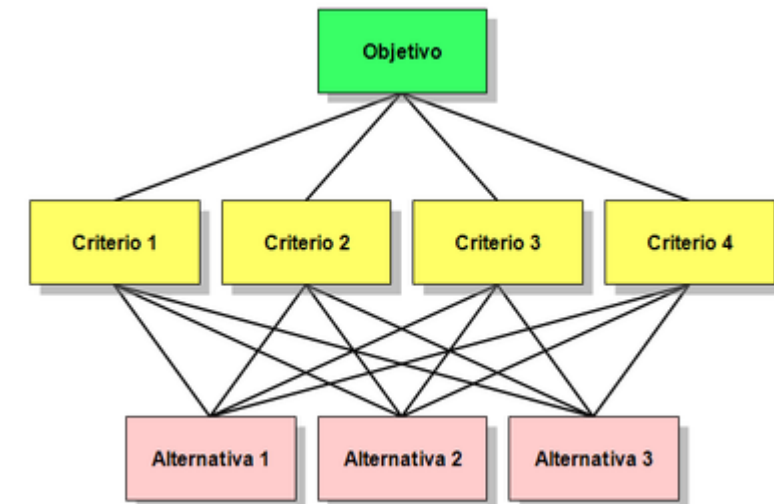 Objetivo
Criterio 1
Criterio 2
Criterio 3
Criterio 4
Alternativa 1
Alternativa 2
Alternativa 3